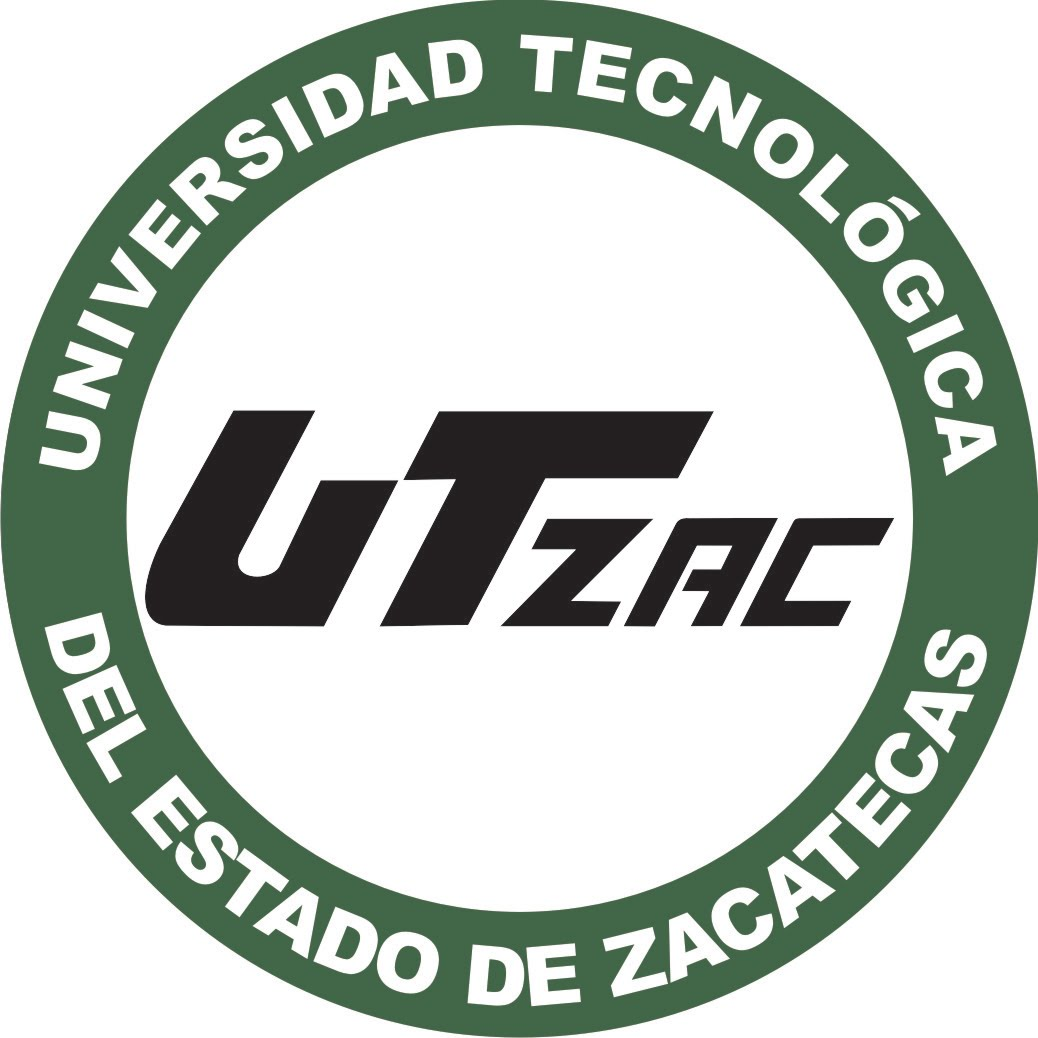 UNIVERSIDAD TECNOLÓGICA
UTZAC
DEL ESTADO DE ZACATECAS